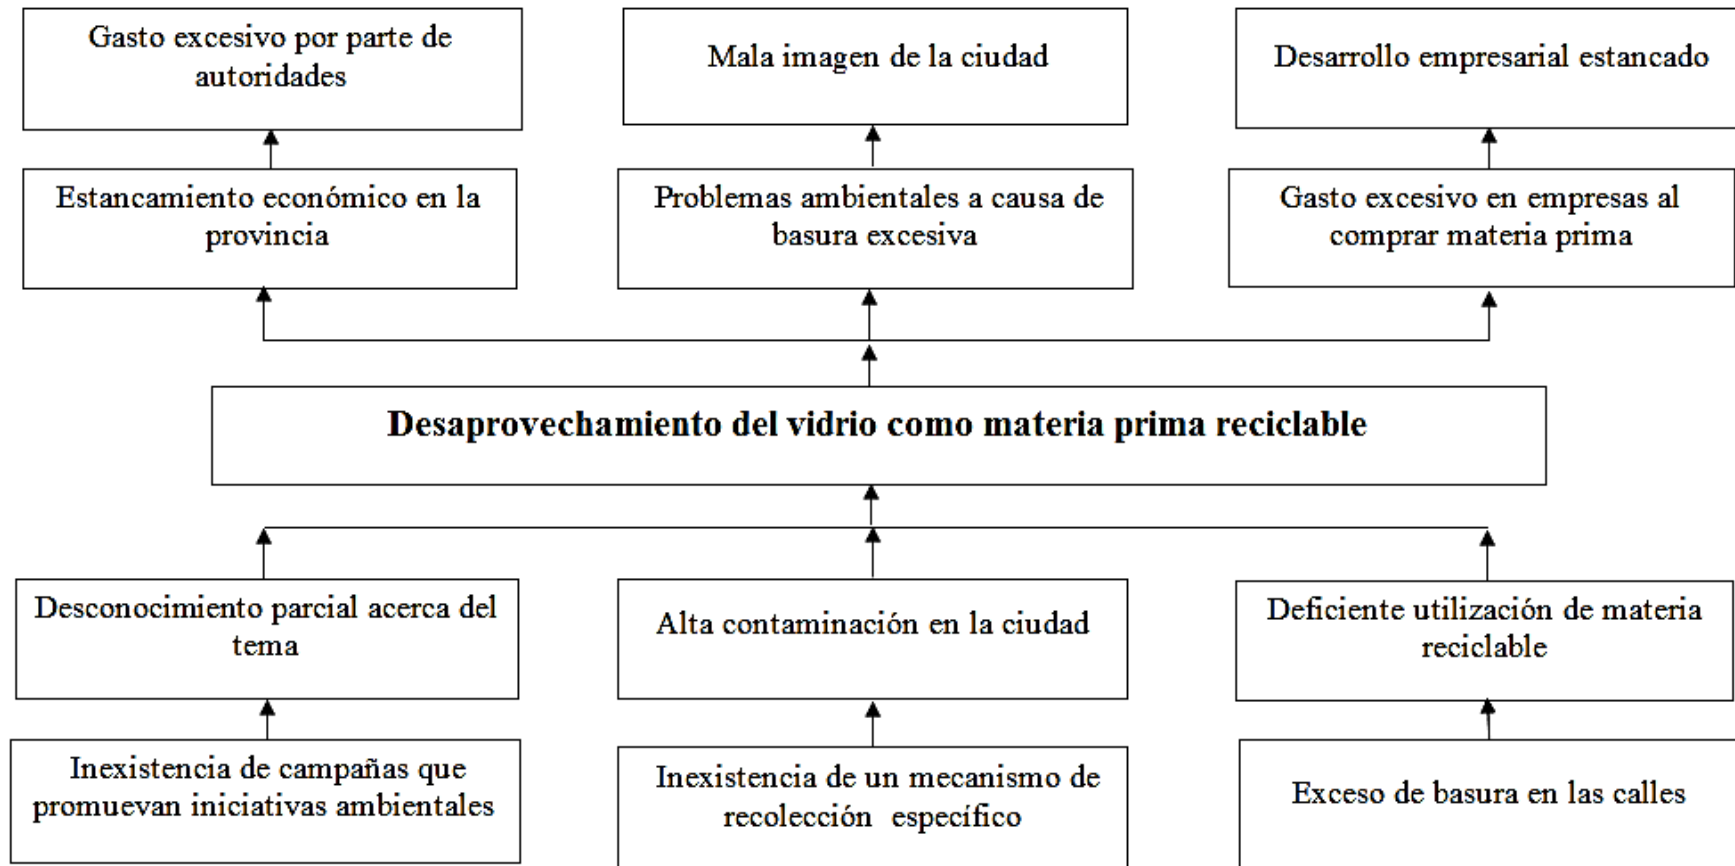 Gasto excesivo por parte de
autoridades
Mala imagen de la ciudad
Desarrollo empresarial estancado
Estancamiento económico en la
provincia
Problemas ambientales a causa de
basura excesiva
Gasto excesivo en empresas al
comprar materia prima
Desaprovechamiento del vidrio como materia prima reciclable
Desconocimiento parcial acerca del
tema
Alta contaminación en la ciudad
Deficiente utilización de materia
reciclable
Inexistencia de campañas que
promuevan iniciativas ambientales
Inexistencia de un mecanismo de
recolección específico
Exceso de basura en las calles